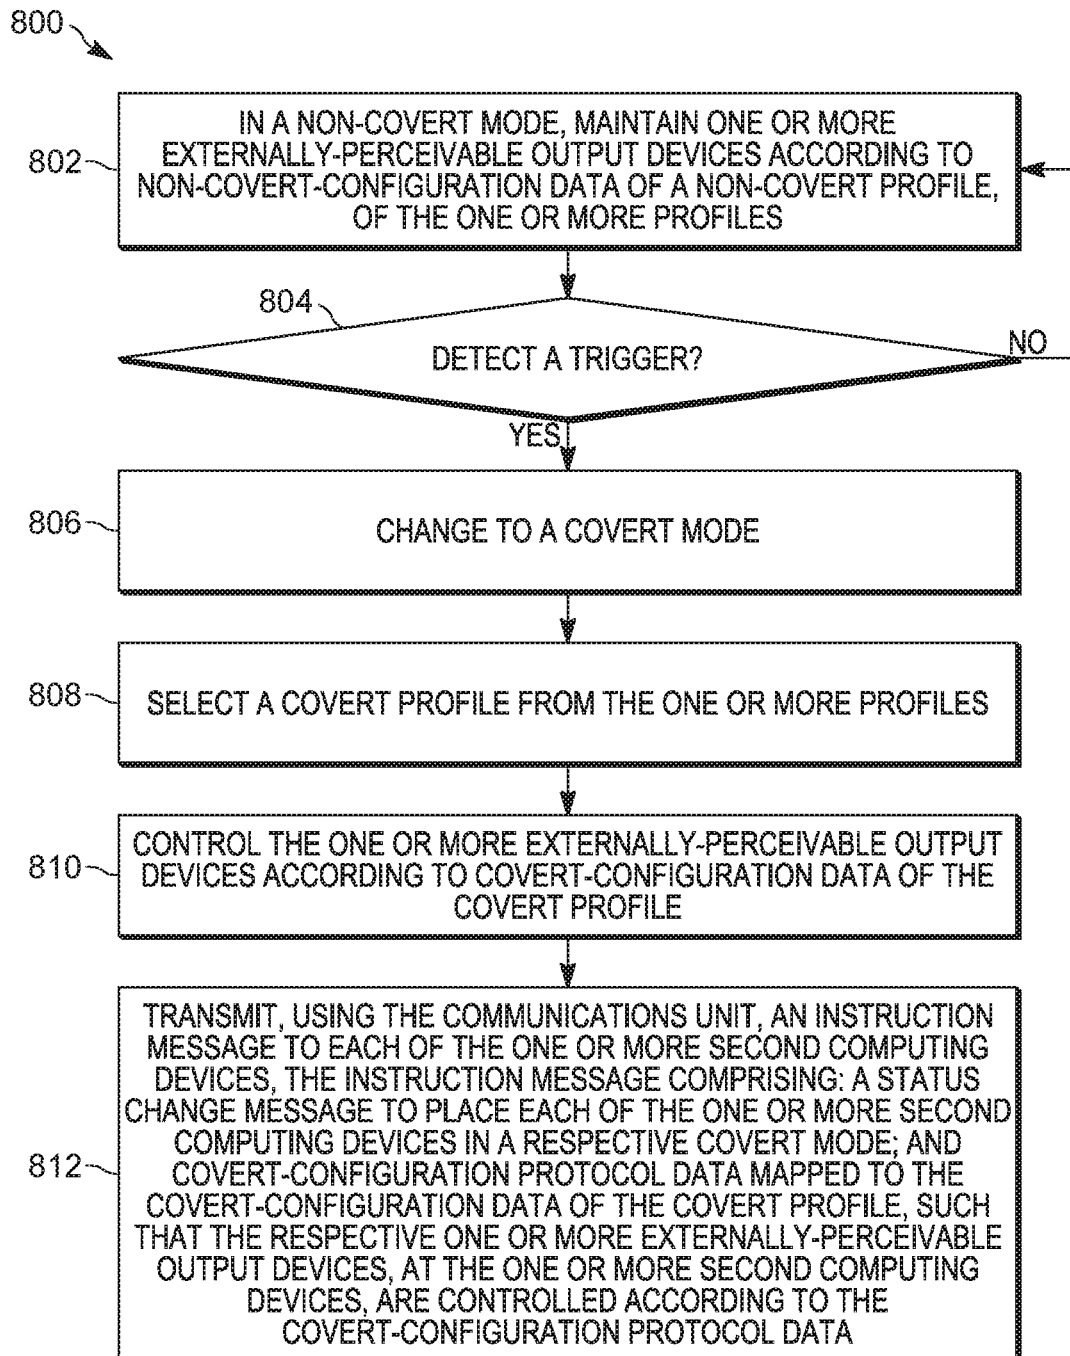 800
802
IN A NON-COVERT MODE, MAINTAIN ONE OR MORE
EXTERNALLY-PERCEIVABLE OUTPUT DEVICES ACCORDING TO
NON-COVERT-CONFIGURATION DATA OF A NON-COVERT PROFILE,
OF THE ONE OR MORE PROFILES
804
DETECT A TRIGGER?
NO
YES
806
CHANGE TO A COVERT MODE
808
SELECT A COVERT PROFILE FROM THE ONE OR MORE PROFILES
810
CONTROL THE ONE OR MORE EXTERNALLY-PERCEIVABLE OUTPUT
DEVICES ACCORDING TO COVERT-CONFIGURATION DATA OF THE
COVERT PROFILE
812
TRANSMIT, USING THE COMMUNICATIONS UNIT, AN INSTRUCTION
MESSAGE TO EACH OF THE ONE OR MORE SECOND COMPUTING
DEVICES, THE INSTRUCTION MESSAGE COMPRISING: A STATUS
CHANGE MESSAGE TO PLACE EACH OF THE ONE OR MORE SECOND
COMPUTING DEVICES IN A RESPECTIVE COVERT MODE; AND
COVERT-CONFIGURATION PROTOCOL DATA MAPPED TO THE
COVERT-CONFIGURATION DATA OF THE COVERT PROFILE, SUCH
THAT THE RESPECTIVE ONE OR MORE EXTERNALLY-PERCEIVABLE
OUTPUT DEVICES, AT THE ONE OR MORE SECOND COMPUTING
DEVICES, ARE CONTROLLED ACCORDING TO THE
COVERT-CONFIGURATION PROTOCOL DATA